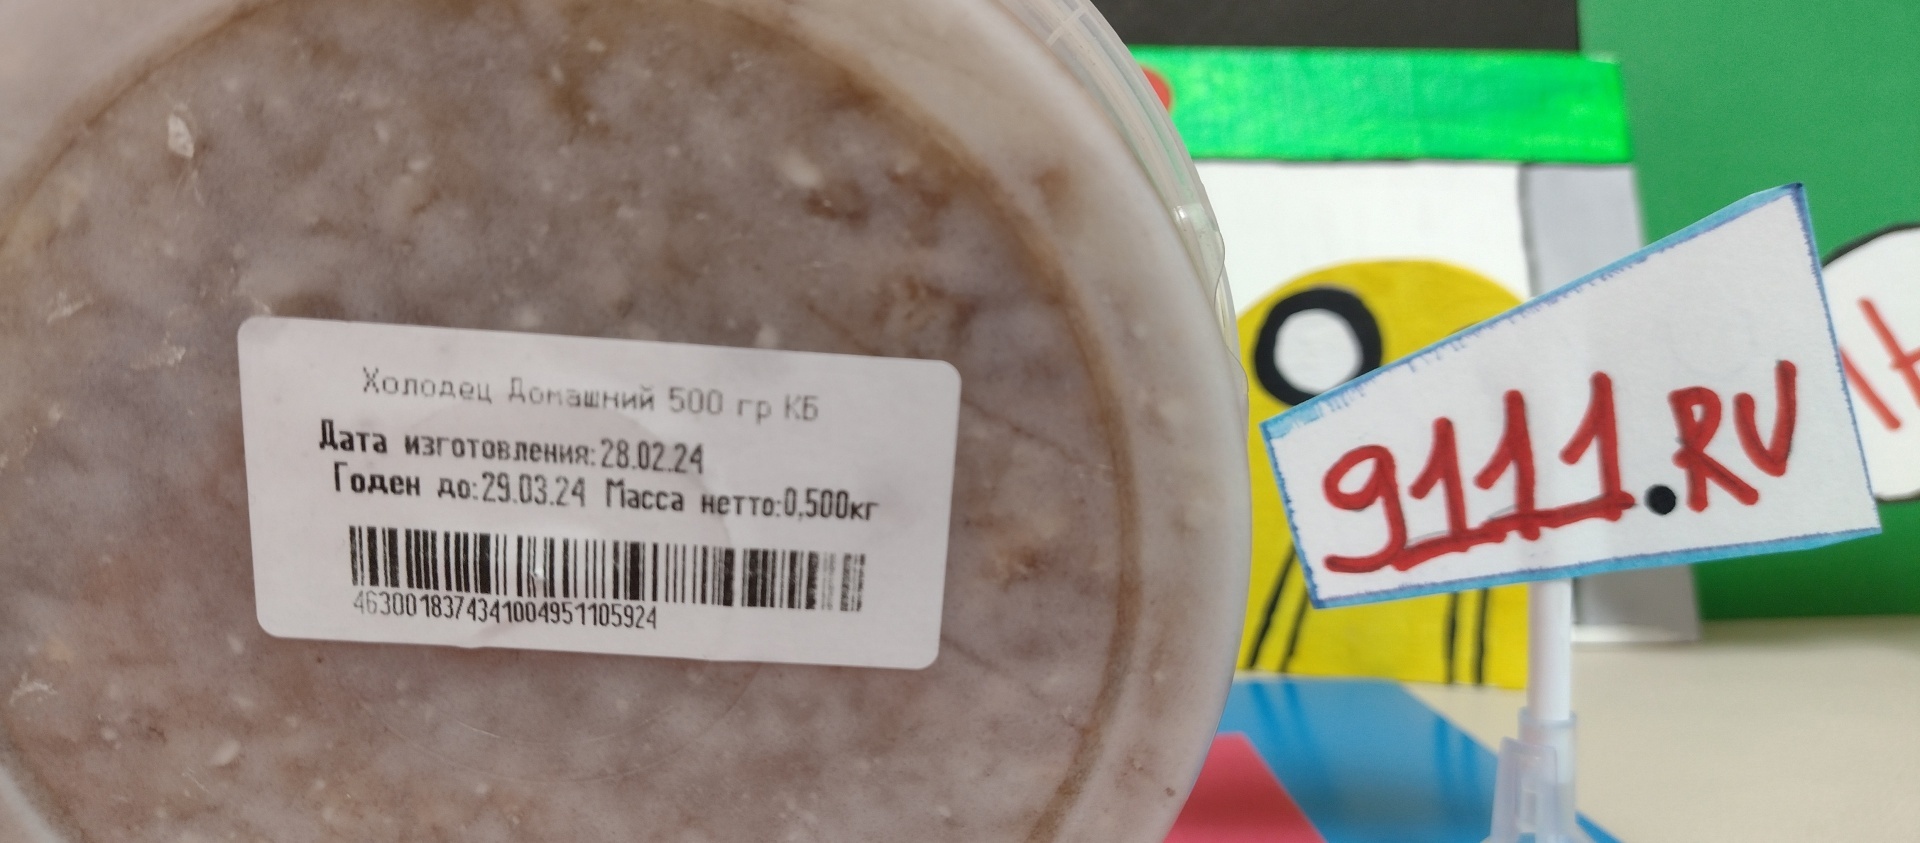 Холодец Домашний 500 гр КБ
Дата изготовления:28.02.24
Годен до:29.03.24 Масса нетто:0,500кг
4630018374341004951105924
9111.RU